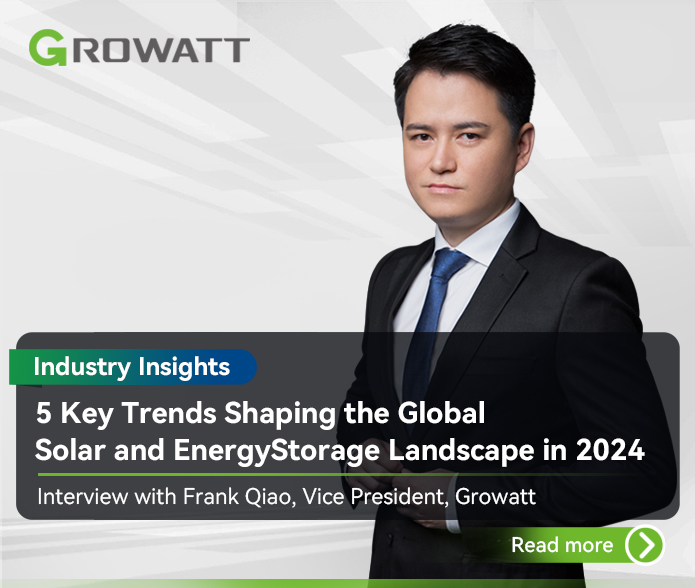 GROWATT
Industry Insights
5 Key Trends Shaping the Global
Solar and EnergyStorage Landscape in 2024
Interview with Frank Qiao, Vice President, Growatt
Read more